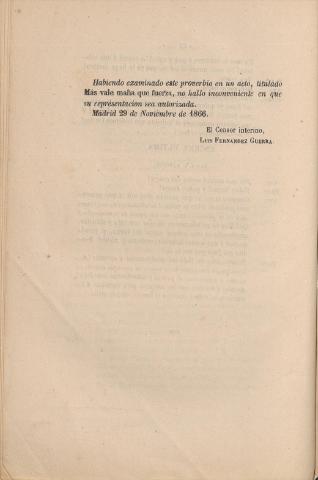 Habiendo examinado este proverbio en un acto, titulado
Más vale maña que fuerza, no hallo inconveniente en que
su representacion sea autorizada.
Madrid 29 de Noviembre de 1866.
El Censor interino,
LUIS FERNANDEZ GUERRA.